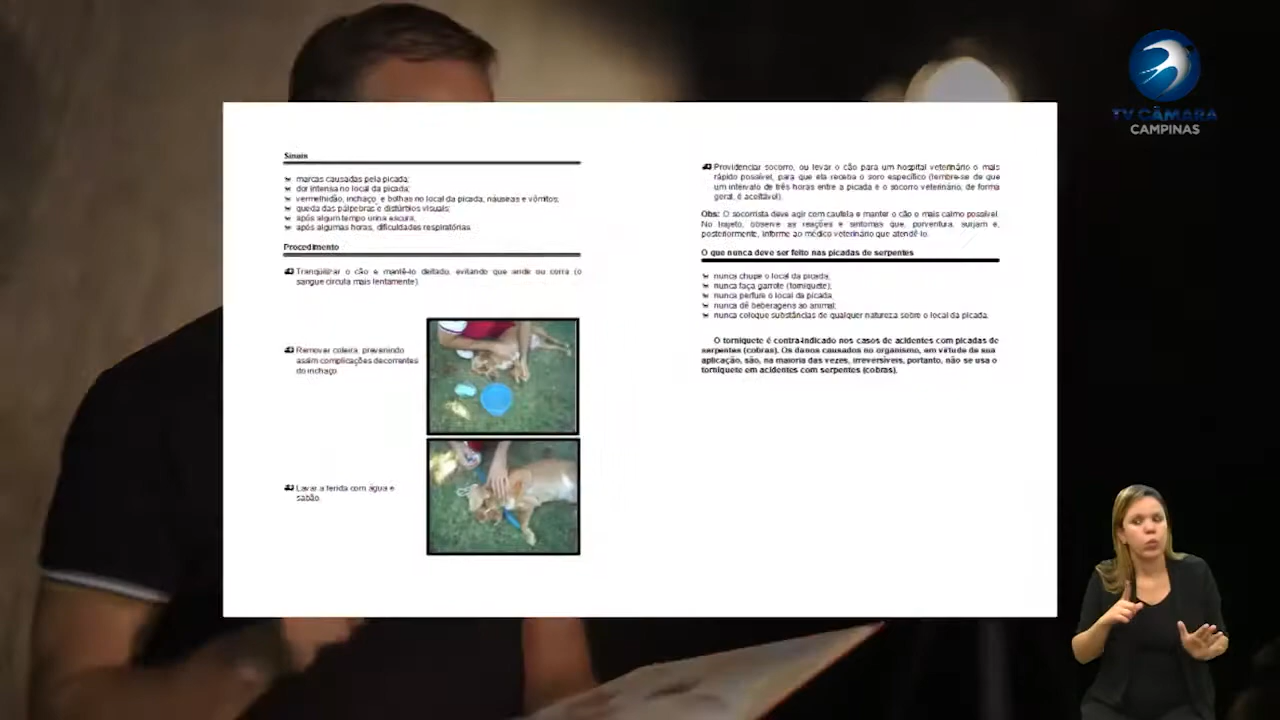 Sinais
marcas causadas pela picada;
dor intensa no local da picada;
vermelhidão, inchaço, e bolhas no local da picada, náuseas e vômitos;
queda das pálpebras e distúrbios visuais;
após algum tempo urina escura;
após algumas horas, dificuldades respiratórias.
Procedimento
Tranqüilizar o cão e mantê-lo deitado, evitando que ande ou corra (o
sangue circula mais lentamente).
Remover coleira, prevenindo
assim complicações decorrentes
do inchaço.
Lavar a ferida com água e
sabão.
Providenciar socorro, ou levar o cão para um hospital veterinário o mais
rápido possível, para que ela receba o soro específico (lembre-se de que
um intervalo de três horas entre a picada e o socorro veterinário, de forma
geral, é aceitável).
Obs: O socorrista deve agir com cautela e manter o cão o mais calmo possível.
No trajeto, observe as reações e sintomas que, porventura, surjam e,
posteriormente, informe ao médico veterinário que atendê-lo.
O que nunca deve ser feito nas picadas de serpentes
nunca chupe o local da picada;
nunca faça garrote (torniquete);
nunca perfure o local da picada;
nunca dê beberagens ao animal;
nunca coloque substâncias de qualquer natureza sobre o local da picada.
O torniquete é contra-indicado nos casos de acidentes com picadas de
serpentes (cobras). Os danos causados no organismo, em virtude de sua
aplicação, são, na maioria das vezes, irreversíveis, portanto, não se usa o
torniquete em acidentes com serpentes (cobras).
TV CÂMARA
CAMPINAS